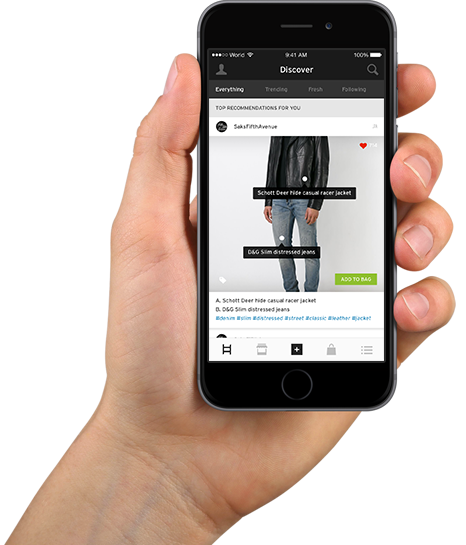 World 9:41 AM 100%
Discover
Everything Trending Fresh Following
TOP RECOMMENDATIONS FOR YOU
SaksFifthAvenue
Schott Deer hide casual racer jacket
D&G Slim distressed jeans
ADD TO BAG
A. Schott Deer hide casual racer jacket
B. D&G Slim distressed jeans
#denim #slim #distressed #street #classic #leather #jacket